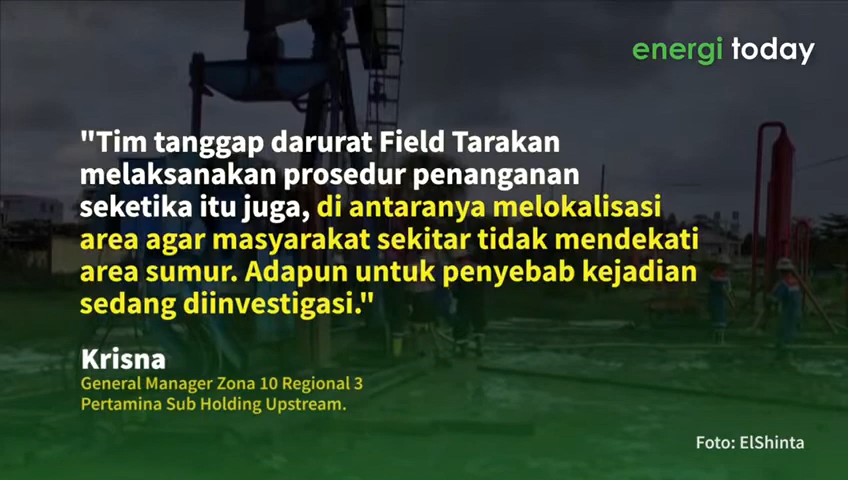 energi today
"Tim tanggap darurat Field Tarakan
melaksanakan prosedur penanganan
seketika itu juga, di antaranya melokalisasi
area agar masyarakat sekitar tidak mendekati
area sumur. Adapun untuk penyebab kejadian
sedang diinvestigasi."
Krisna
General Manager Zona 10 Regional 3
Pertamina Sub Holding Upstream.
Foto: ElShinta